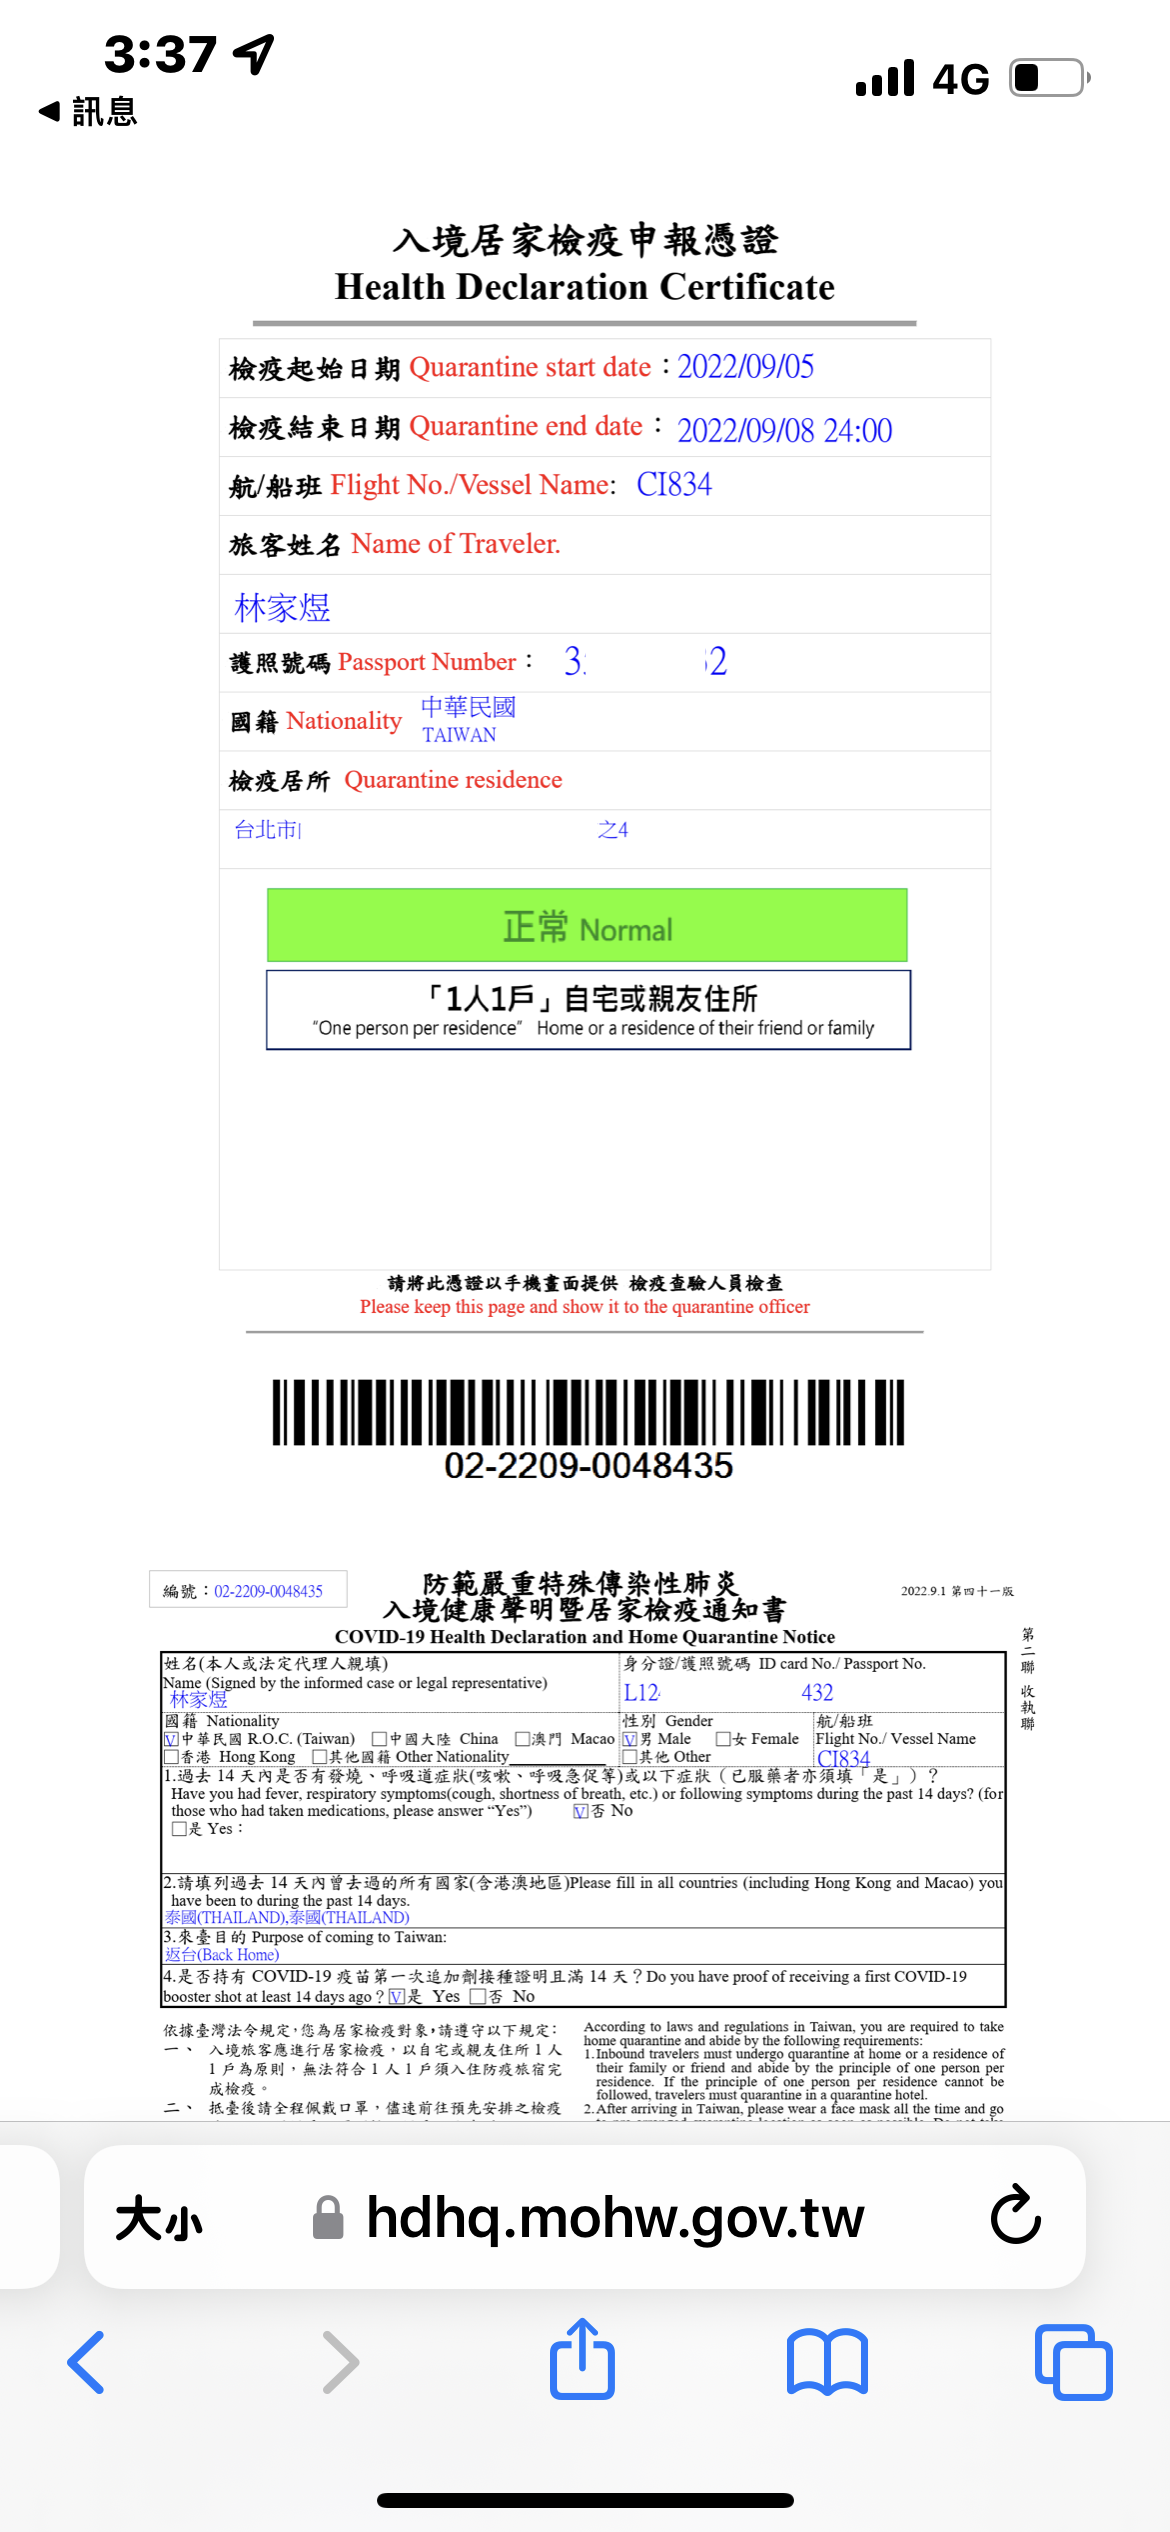 3:37
4G
訊息
入境居家檢疫申報憑證
Health Declaration Certificate
檢疫起始日期 Quarantine start date：2022/09/05
檢疫結束日期 Quarantine end date： 2022/09/08 24:00
航/船班 Flight No./Vessel Name: CI834
旅客姓名 Name of Traveler.
林家煜
護照號碼 Passport Number： 3 2
國籍 Nationality 中華民國
TAIWAN
檢疫居所 Quarantine residence
台北市 之4
正常 Normal
「1人1戶」自宅或親友住所
“One person per residence” Home or a residence of their friend or family
請將此憑證以手機畫面提供 檢疫查驗人員檢查
Please keep this page and show it to the quarantine officer
02-2209-0048435
編號：02-2209-0048435
防範嚴重特殊傳染性肺炎
入境健康聲明暨居家檢疫通知書
2022.9.1 第四十一版
COVID-19 Health Declaration and Home Quarantine Notice
第二聯 收執聯
姓名(本人或法定代理人親填)
Name (Signed by the informed case or legal representative)
林家煜
身分證/護照號碼 ID card No./ Passport No.
L12 432
國籍 Nationality
V中華民國 R.O.C. (Taiwan) □中國大陸 China □澳門 Macao
□香港 Hong Kong □其他國籍 Other Nationality
性別 Gender
V男 Male □女 Female
□其他 Other
航/船班
Flight No./ Vessel Name
CI834
1.過去 14 天內是否有發燒、呼吸道症狀(咳嗽、呼吸急促等)或以下症狀（已服藥者亦須填「是」）？
Have you had fever, respiratory symptoms(cough, shortness of breath, etc.) or following symptoms during the past 14 days? (for
those who had taken medications, please answer “Yes”) V否 No
□是 Yes：
2.請填列過去 14 天內曾去過的所有國家(含港澳地區)Please fill in all countries (including Hong Kong and Macao) you
have been to during the past 14 days.
泰國(THAILAND),泰國(THAILAND)
3.來臺目的 Purpose of coming to Taiwan:
返台(Back Home)
4.是否持有 COVID-19 疫苗第一次追加劑接種證明且滿 14 天？Do you have proof of receiving a first COVID-19
booster shot at least 14 days ago？V是 Yes □否 No
依據臺灣法令規定，您為居家檢疫對象，請遵守以下規定：
一、 入境旅客應進行居家檢疫，以自宅或親友住所 1 人
1 戶為原則，無法符合 1 人 1 戶須入住防疫旅宿完
成檢疫。
二、 抵臺後請全程佩戴口罩，儘速前往預先安排之檢疫
According to laws and regulations in Taiwan, you are required to take
home quarantine and abide by the following requirements:
1.Inbound travelers must undergo quarantine at home or a residence of
their family or friend and abide by the principle of one person per
residence. If the principle of one person per residence cannot be
followed, travelers must quarantine in a quarantine hotel.
2.After arriving in Taiwan, please wear a face mask all the time and go
大小 hdhq.mohw.gov.tw